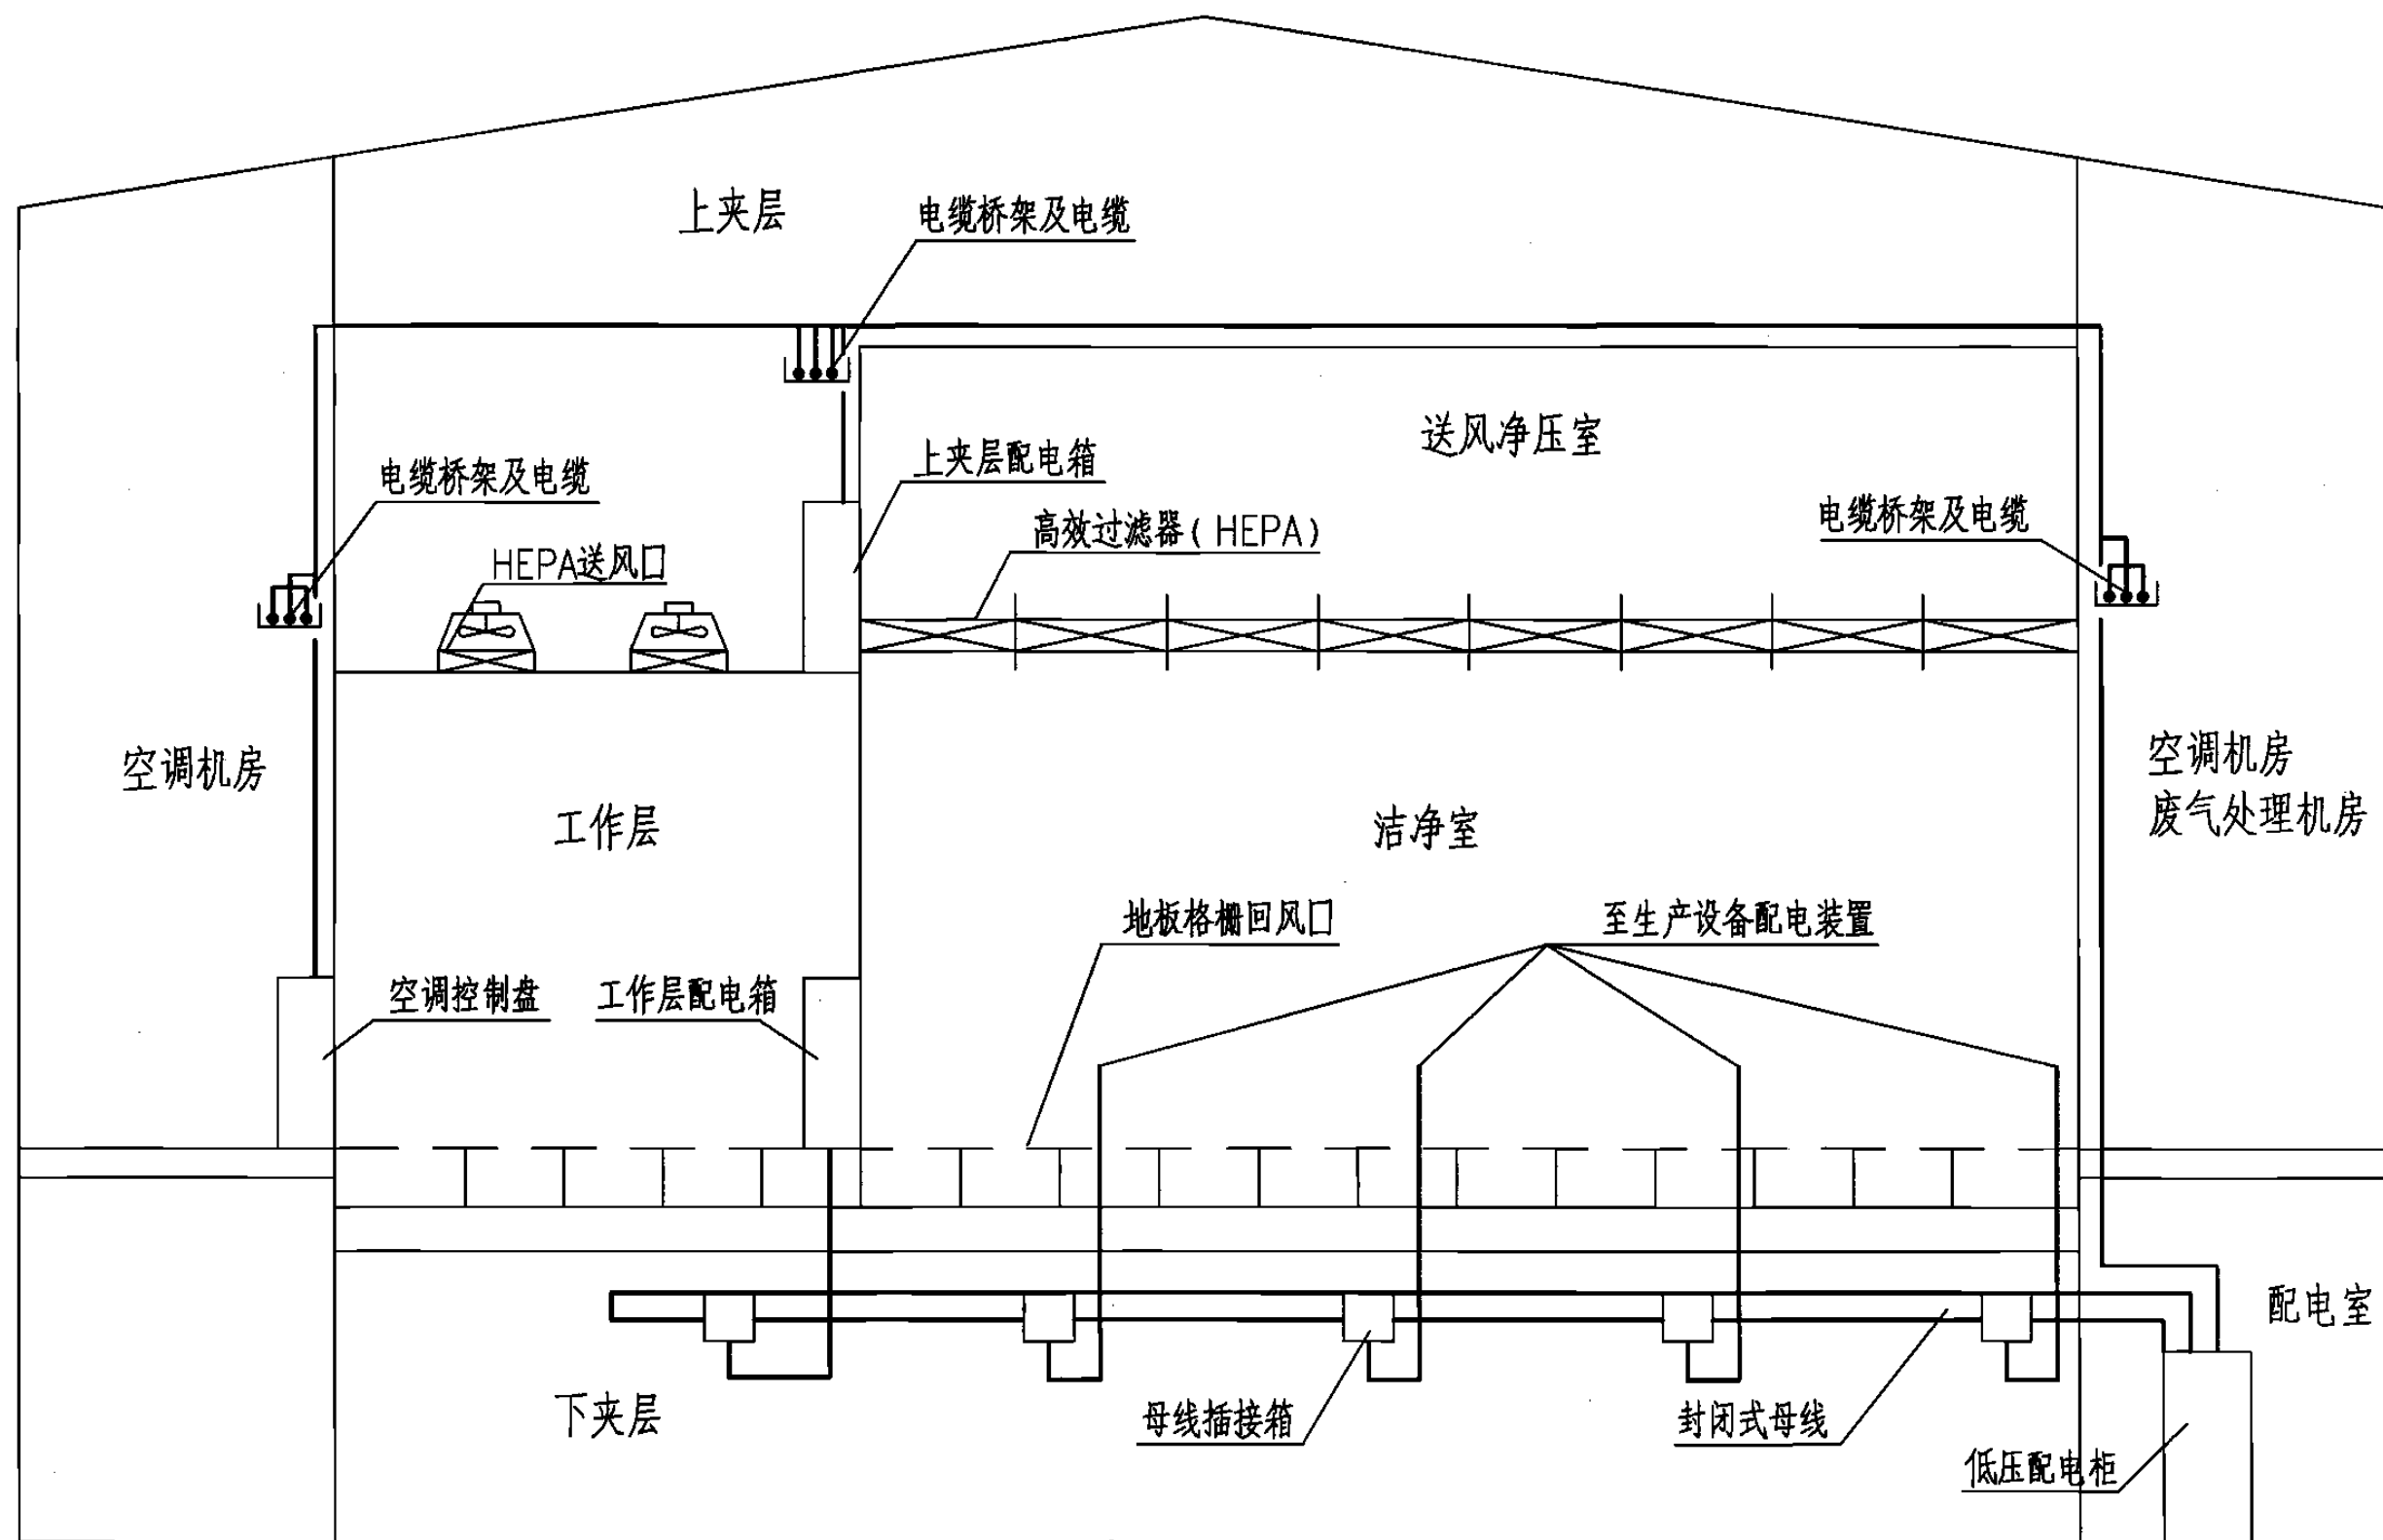 上夹层
电缆桥架及电缆
送风净压室
上夹层配电箱
电缆桥架及电缆
高效过滤器(HEPA)
电缆桥架及电缆
HEPA送风口
空调机房
空调机房
废气处理机房
工作层
洁净室
地板格栅回风口
至生产设备配电装置
空调控制盘
工作层配电箱
配电室
下夹层
母线插接箱
封闭式母线
低压配电柜